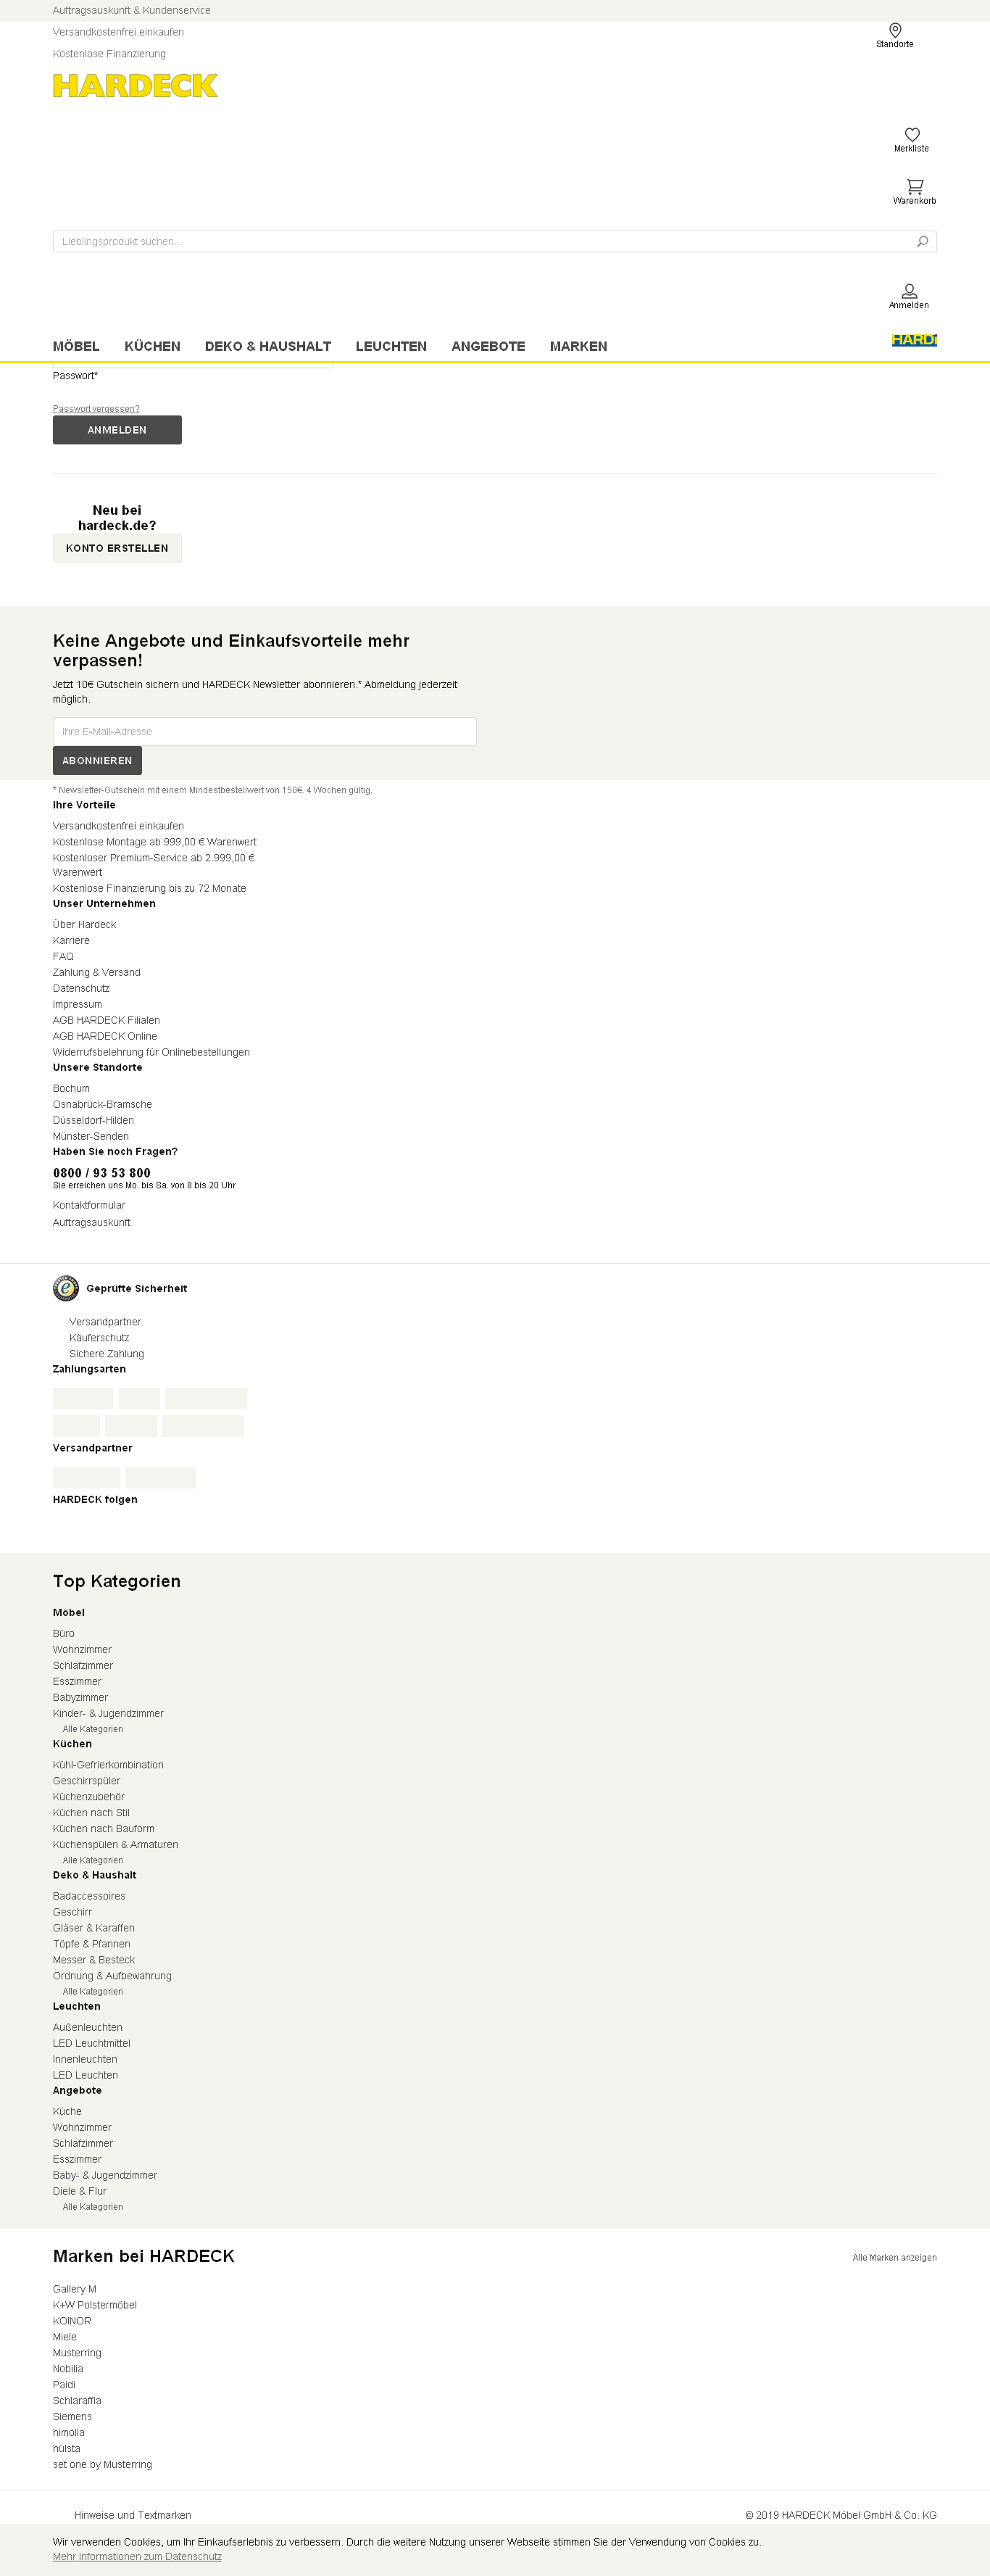 Auftragsauskunft & Kundenservice
Versandkostenfrei einkaufen
Standorte
Kostenlose Finanzierung
HARDECK
Merkliste
Warenkorb
Lieblingsprodukt suchen...
Anmelden
MÖBEL KÜCHEN DEKO & HAUSHALT LEUCHTEN ANGEBOTE MARKEN
HARDi
Passwort*
Passwort vergessen?
ANMELDEN
Neu bei
hardeck.de?
KONTO ERSTELLEN
Keine Angebote und Einkaufsvorteile mehr
verpassen!
Jetzt 10€ Gutschein sichern und HARDECK Newsletter abonnieren.* Abmeldung jederzeit
möglich.
Ihre E-Mail-Adresse
ABONNIEREN
* Newsletter-Gutschein mit einem Mindestbestellwert von 150€. 4 Wochen gültig.
Ihre Vorteile
Versandkostenfrei einkaufen
Kostenlose Montage ab 999,00 € Warenwert
Kostenloser Premium-Service ab 2.999,00 €
Warenwert
Kostenlose Finanzierung bis zu 72 Monate
Unser Unternehmen
Über Hardeck
Karriere
FAQ
Zahlung & Versand
Datenschutz
Impressum
AGB HARDECK Filialen
AGB HARDECK Online
Widerrufsbelehrung für Onlinebestellungen
Unsere Standorte
Bochum
Osnabrück-Bramsche
Düsseldorf-Hilden
Münster-Senden
Haben Sie noch Fragen?
0800 / 93 53 800
Sie erreichen uns Mo. bis Sa. von 8 bis 20 Uhr
Kontaktformular
Auftragsauskunft
Geprüfte Sicherheit
Versandpartner
Käuferschutz
Sichere Zahlung
Zahlungsarten
Versandpartner
HARDECK folgen
Top Kategorien
Möbel
Büro
Wohnzimmer
Schlafzimmer
Esszimmer
Babyzimmer
Kinder- & Jugendzimmer
Alle Kategorien
Küchen
Kühl-Gefrierkombination
Geschirrspüler
Küchenzubehör
Küchen nach Stil
Küchen nach Bauform
Küchenspülen & Armaturen
Alle Kategorien
Deko & Haushalt
Badaccessoires
Geschirr
Gläser & Karaffen
Töpfe & Pfannen
Messer & Besteck
Ordnung & Aufbewahrung
Alle Kategorien
Leuchten
Außenleuchten
LED Leuchtmittel
Innenleuchten
LED Leuchten
Angebote
Küche
Wohnzimmer
Schlafzimmer
Esszimmer
Baby- & Jugendzimmer
Diele & Flur
Alle Kategorien
Marken bei HARDECK
Alle Marken anzeigen
Gallery M
K+W Polstermöbel
KOINOR
Miele
Musterring
Nobilia
Paidi
Schlaraffia
Siemens
himolla
hülsta
set one by Musterring
Hinweise und Textmarken
© 2019 HARDECK Möbel GmbH & Co. KG
Wir verwenden Cookies, um Ihr Einkaufserlebnis zu verbessern. Durch die weitere Nutzung unserer Webseite stimmen Sie der Verwendung von Cookies zu.
Mehr Informationen zum Datenschutz